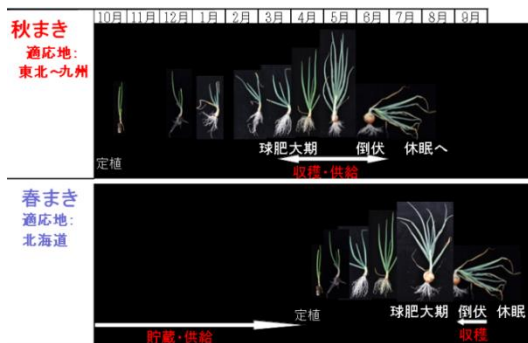 10月 11月 12月 1月 2月 3月 4月 5月 6月 7月 8月 9月
秋まき
適応地:
東北~九州
定植
球肥大期 倒伏 休眠へ
収穫・供給
春まき
適応地:
北海道
定植
球肥大期 倒伏 休眠
貯蔵・供給
収穫